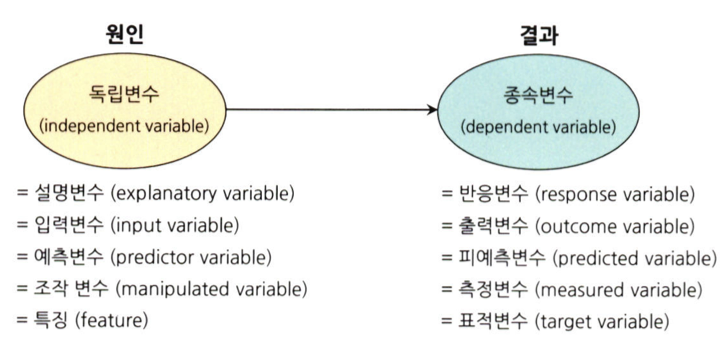 원인
결과
독립변수
(independent variable)
종속변수
(dependent variable)
= 설명변수 (explanatory variable)
= 입력변수 (input variable)
= 예측변수 (predictor variable)
= 조작 변수 (manipulated variable)
= 특징 (feature)
= 반응변수 (response variable)
= 출력변수 (outcome variable)
= 피예측변수 (predicted variable)
= 측정변수 (measured variable)
= 표적변수 (target variable)